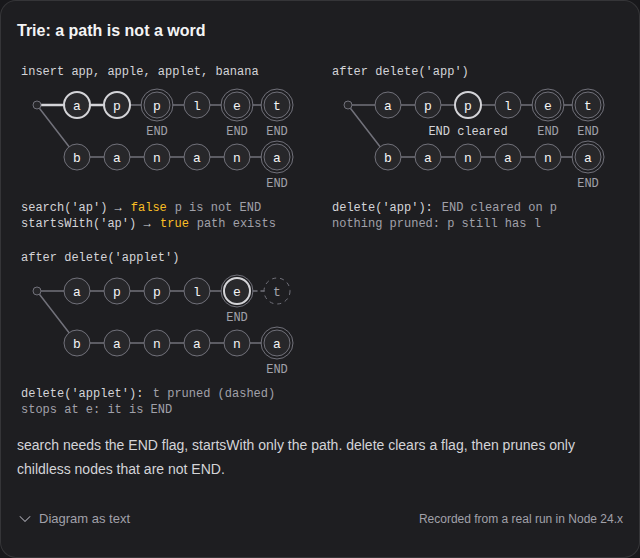 Trie: a path is not a word
insert app, apple, applet, banana
a p p l e t
END END END
b a n a n a
END
search('ap') → false p is not END
startsWith('ap') → true path exists
after delete('app')
a p p l e t
END cleared END END
b a n a n a
END
delete('app'): END cleared on p
nothing pruned: p still has l
after delete('applet')
a p p l e t
END
b a n a n a
END
delete('applet'): t pruned (dashed)
stops at e: it is END
search needs the END flag, startsWith only the path. delete clears a flag, then prunes only
childless nodes that are not END.
Diagram as text
Recorded from a real run in Node 24.x